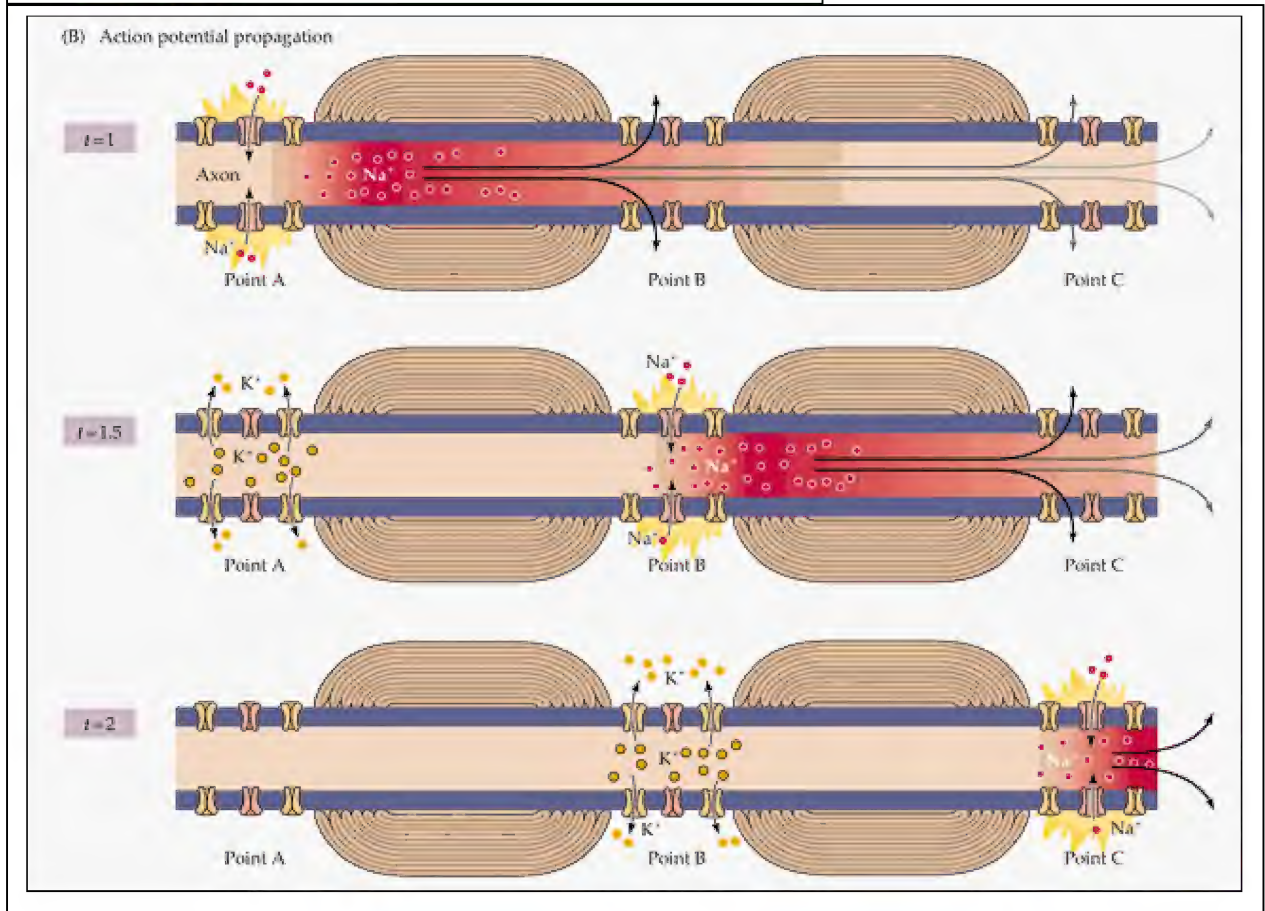 (B) Action potential propagation
t=1
Axon
Na⁺
Na⁺
Point A
Point B
Point C
t=1.5
K⁺
Na⁺
K⁺
Na⁺
Na⁺
Point A
Point B
Point C
t=2
K⁺
K⁺
Na⁺
K⁺
Na⁺
Point A
Point B
Point C